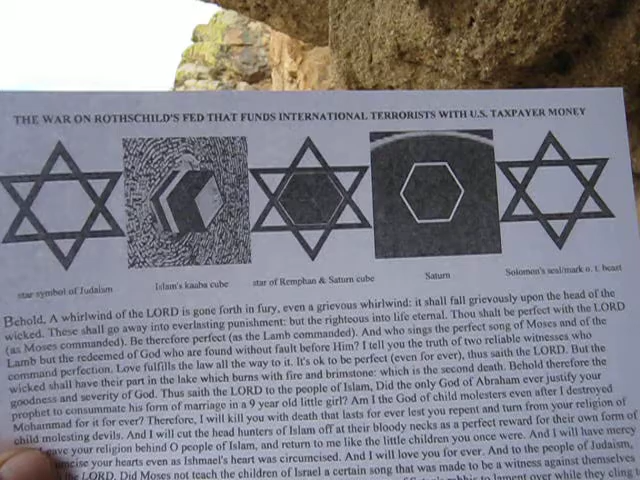 THE WAR ON ROTHSCHILD'S FED THAT FUNDS INTERNATIONAL TERRORISTS WITH U.S. TAXPAYER MONEY
star symbol of Judaism
Islam's kaaba cube
star of Remphan & Saturn cube
Saturn
Solomon's seal/mark o. t. beast
Behold, A whirlwind of the LORD is gone forth in fury, even a grievous whirlwind: it shall fall grievously upon the head of the
wicked. These shall go away into everlasting punishment: but the righteous into life eternal. Thou shalt be perfect with the LORD
(as Moses commanded). Be therefore perfect (as the Lamb commanded). And who sings the perfect song of Moses and of the
Lamb but the redeemed of God who are found without fault before Him? I tell you the truth of two reliable witnesses who
command perfection. Love fulfills the law all the way to it. It's ok to be perfect (even for ever), thus saith the LORD. But the
wicked shall have their part in the lake which burns with fire and brimstone: which is the second death. Behold therefore the
goodness and severity of God. Thus saith the LORD to the people of Islam, Did the only God of Abraham ever justify your
prophet to consummate his form of marriage in a 9 year old little girl? Am I the God of child molesters even after I destroyed
Mohammad for it for ever? Therefore, I will kill you with death that lasts for ever lest you repent and turn from your religion of
child molesting devils. And I will cut the head hunters of Islam off at their bloody necks as a perfect reward for their own form of
leave your religion behind O people of Islam, and return to me like the little children you once were. And I will have mercy
your hearts even as Ishmael's heart was circumcised. And I will love you for ever. And to the people of Judaism,
the LORD, Did Moses not teach the children of Israel a certain song that was made to be a witness against themselves
to lament over while they cling t